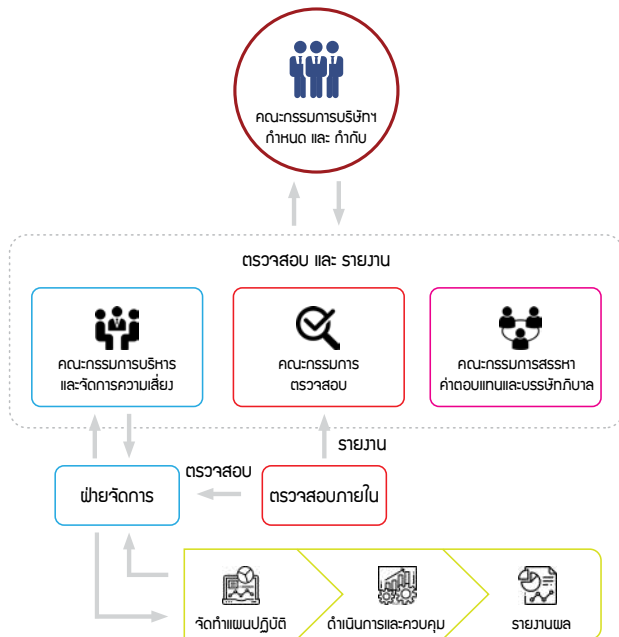 คณะกรรมการบริษัทฯ
กำหนด และ กำกับ
ตรวจสอบ และ รายงาน
คณะกรรมการบริหาร
และจัดการความเสี่ยง
คณะกรรมการ
ตรวจสอบ
คณะกรรมการสรรหา
ค่าตอบแทนและบรรษัทภิบาล
รายงาน
ฝ่ายจัดการ
ตรวจสอบ
ตรวจสอบภายใน
จัดทำแผนปฏิบัติ
ดำเนินการและควบคุม
รายงานผล